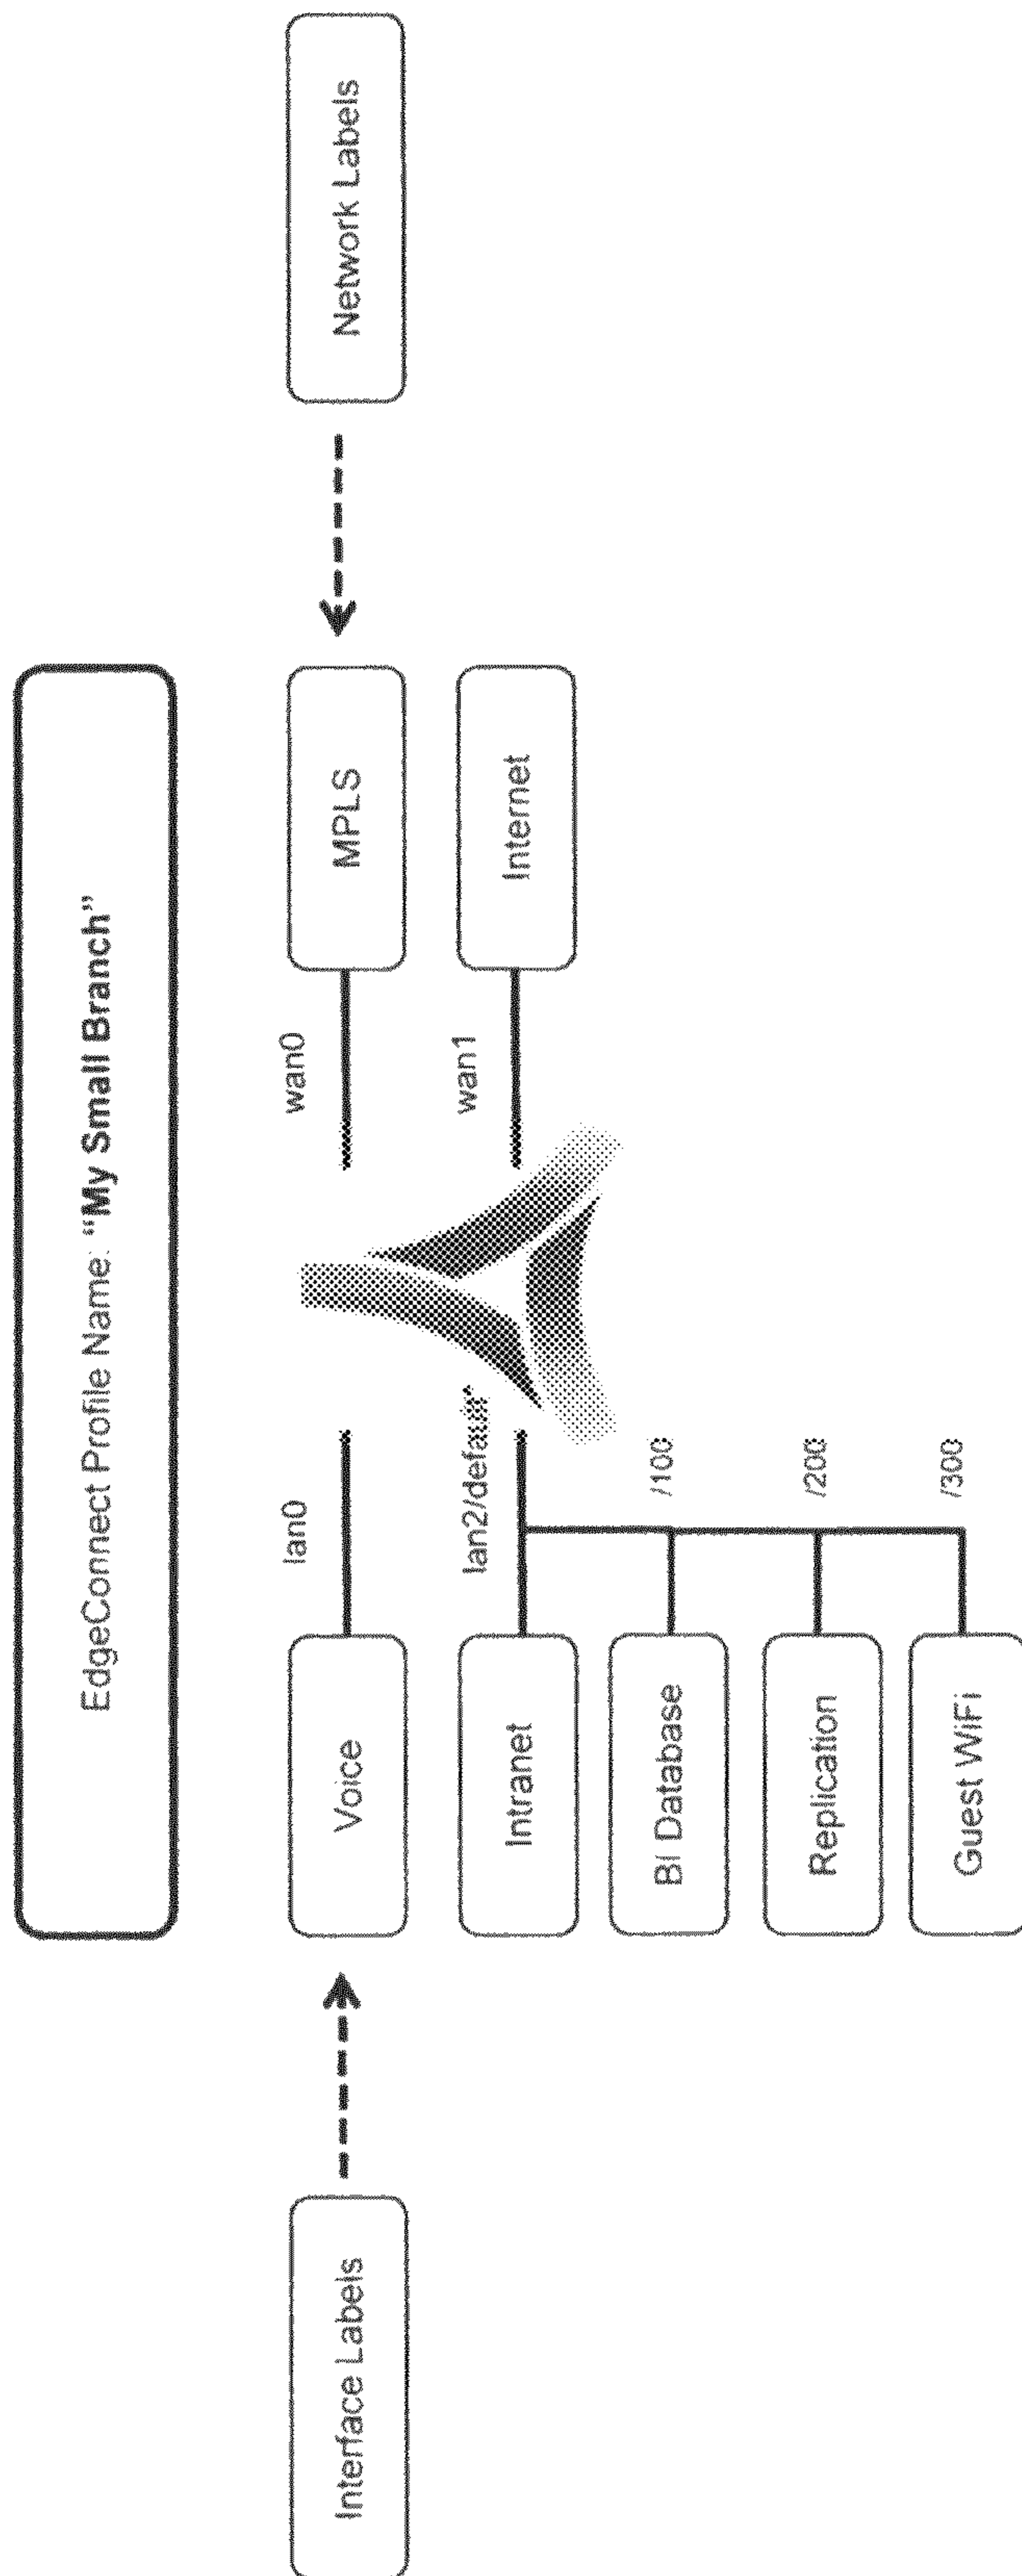 EdgeConnect Profile Name: “My Small Branch”
Interface Labels
Voice
lan0
wan0
MPLS
Network Labels
Intranet
lan2/default*
wan1
Internet
BI Database
/100
Replication
/200
Guest WiFi
/300